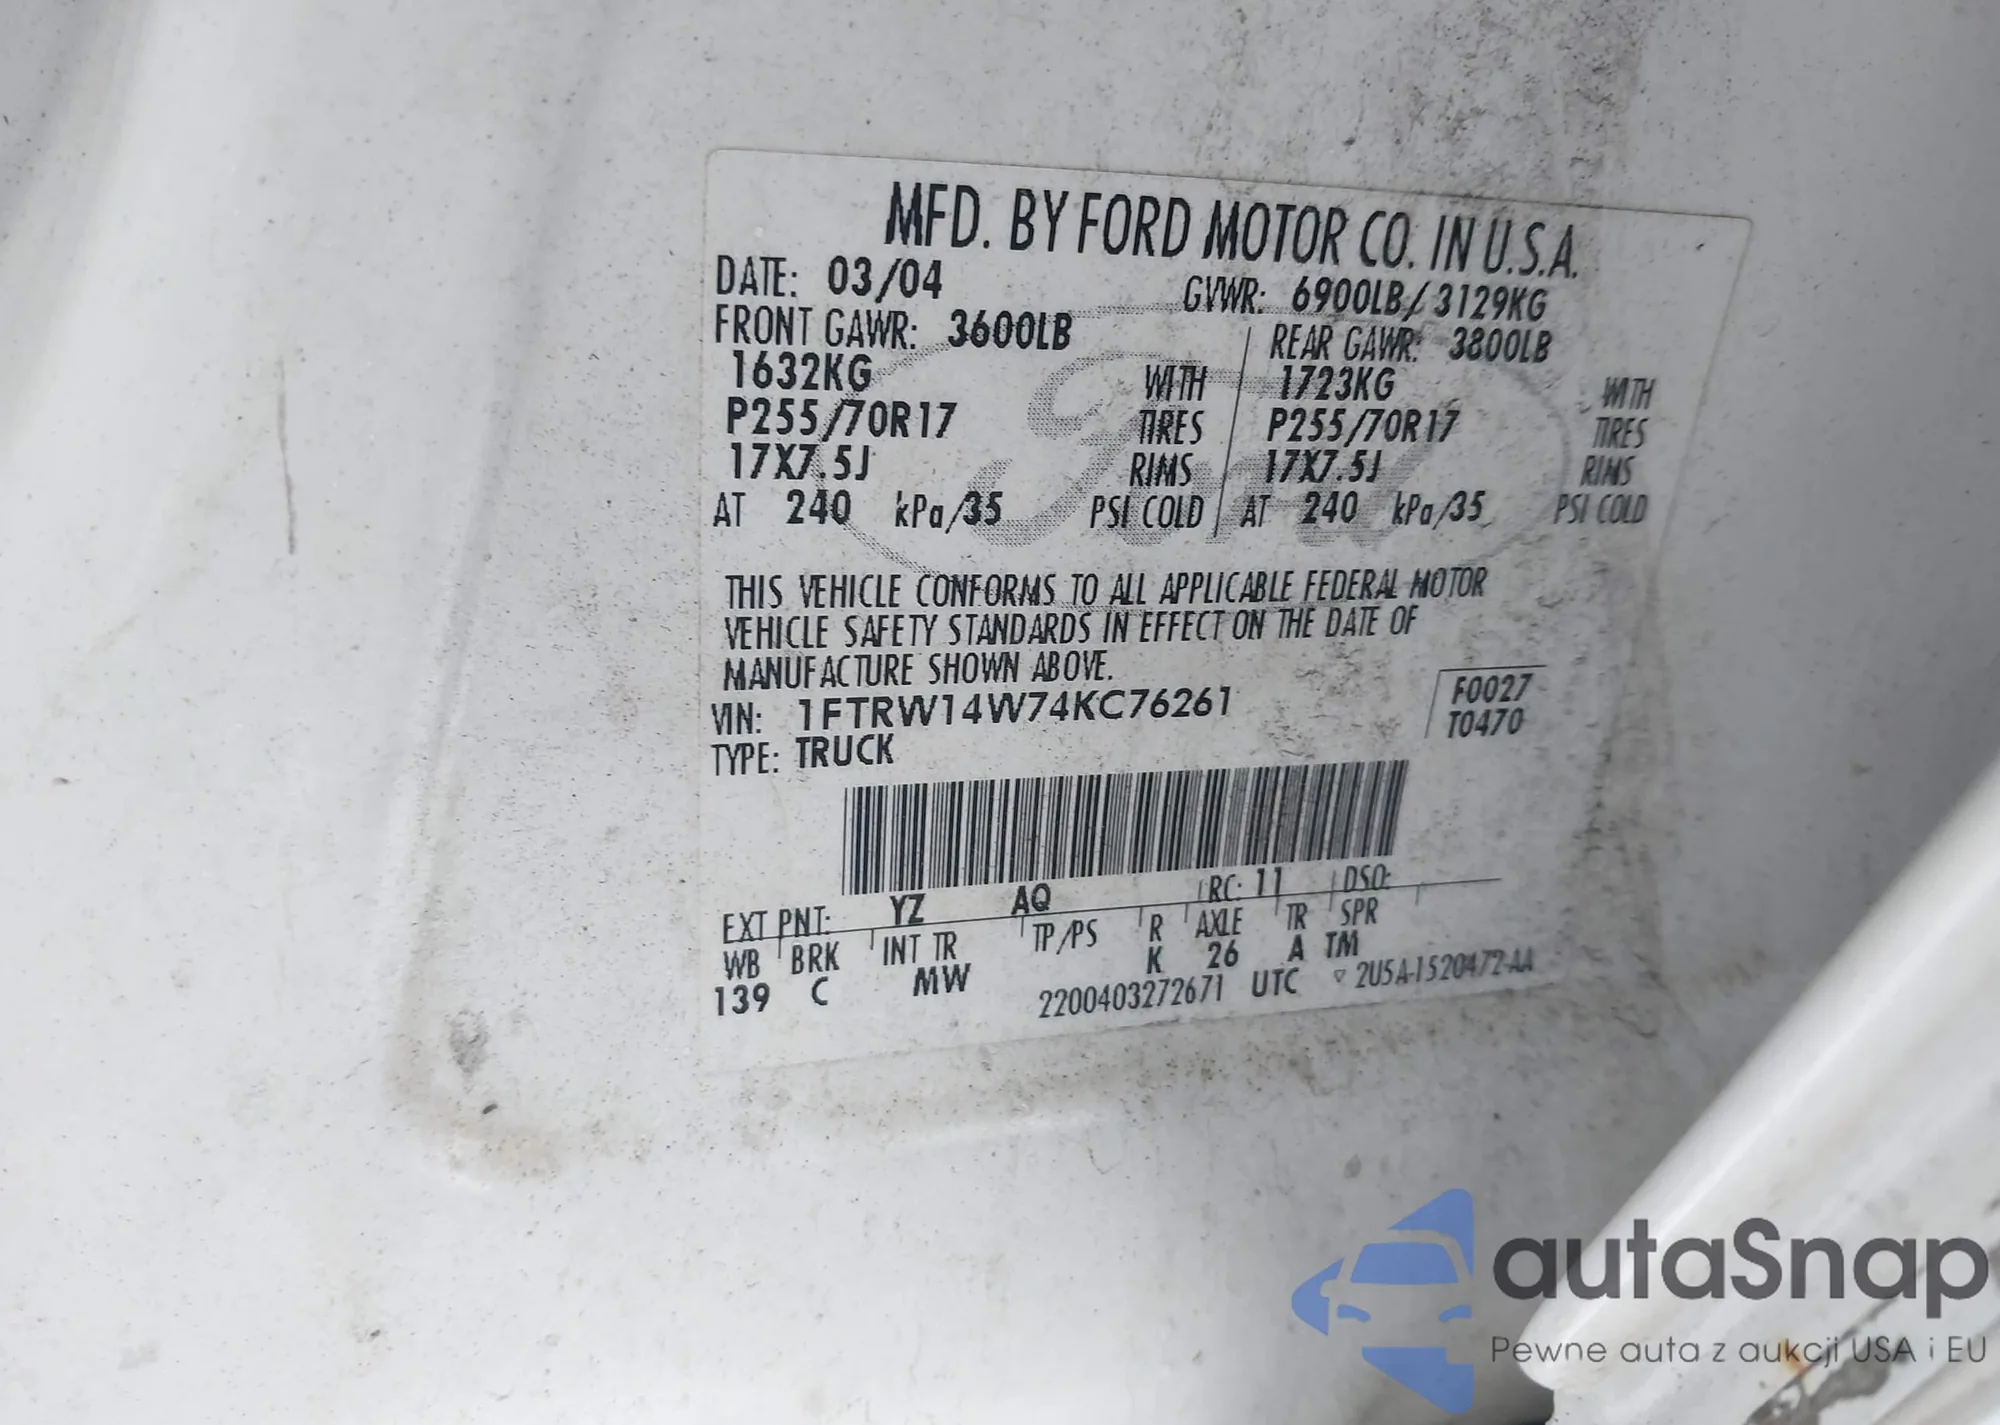 MFD. BY FORD MOTOR CO. IN U.S.A.
DATE: 03/04 GVWR: 6900LB/3129KG
FRONT GAWR: 3600LB REAR GAWR: 3800LB
1632KG WITH 1723KG WITH
P255/70R17 TIRES P255/70R17 TIRES
17X7.5J RIMS 17X7.5J RIMS
AT 240 kPa/35 PSI COLD AT 240 kPa/35 PSI COLD
Ford
THIS VEHICLE CONFORMS TO ALL APPLICABLE FEDERAL MOTOR
VEHICLE SAFETY STANDARDS IN EFFECT ON THE DATE OF
MANUFACTURE SHOWN ABOVE.
VIN: 1FTRW14W74KC76261
F0027
TYPE: TRUCK
T0470
EXT PNT: YZ AQ RC: 11 DSO:
WB BRK INT TR TP/PS R AXLE TR SPR
139 C MW K 26 A TM
2200403272671 UTC ▽ 2U5A-1520472-AA
autaSnap
Pewne auta z aukcji USA i EU